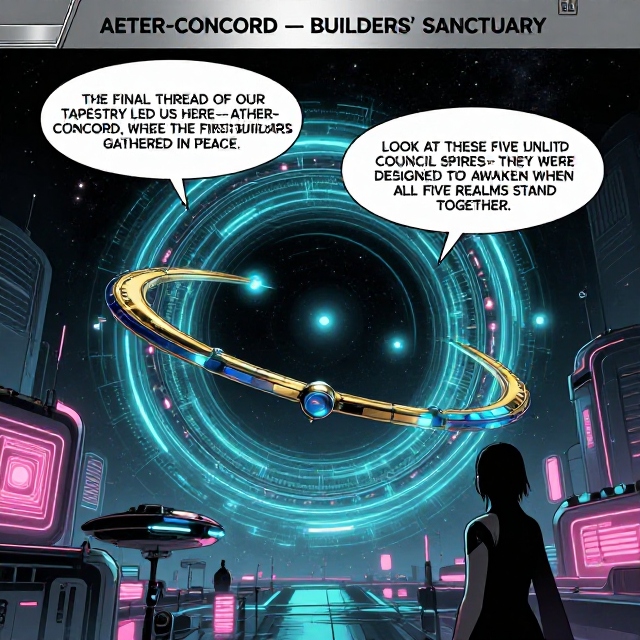 AETER-CONCORD — BUILDERS' SANCTUARY
THE FINAL THREAD OF OUR
TAPESTRY LED US HERE—ATHER-
CONCORD, WHEE THE
GATHERED IN PEACE.
LOOK AT THESE FIVE UNLITD
COUNCIL SPIRES- THEY WERE
DESIGNED TO AWAKEN WHEN
ALL FIVE REALMS STAND
TOGETHER.